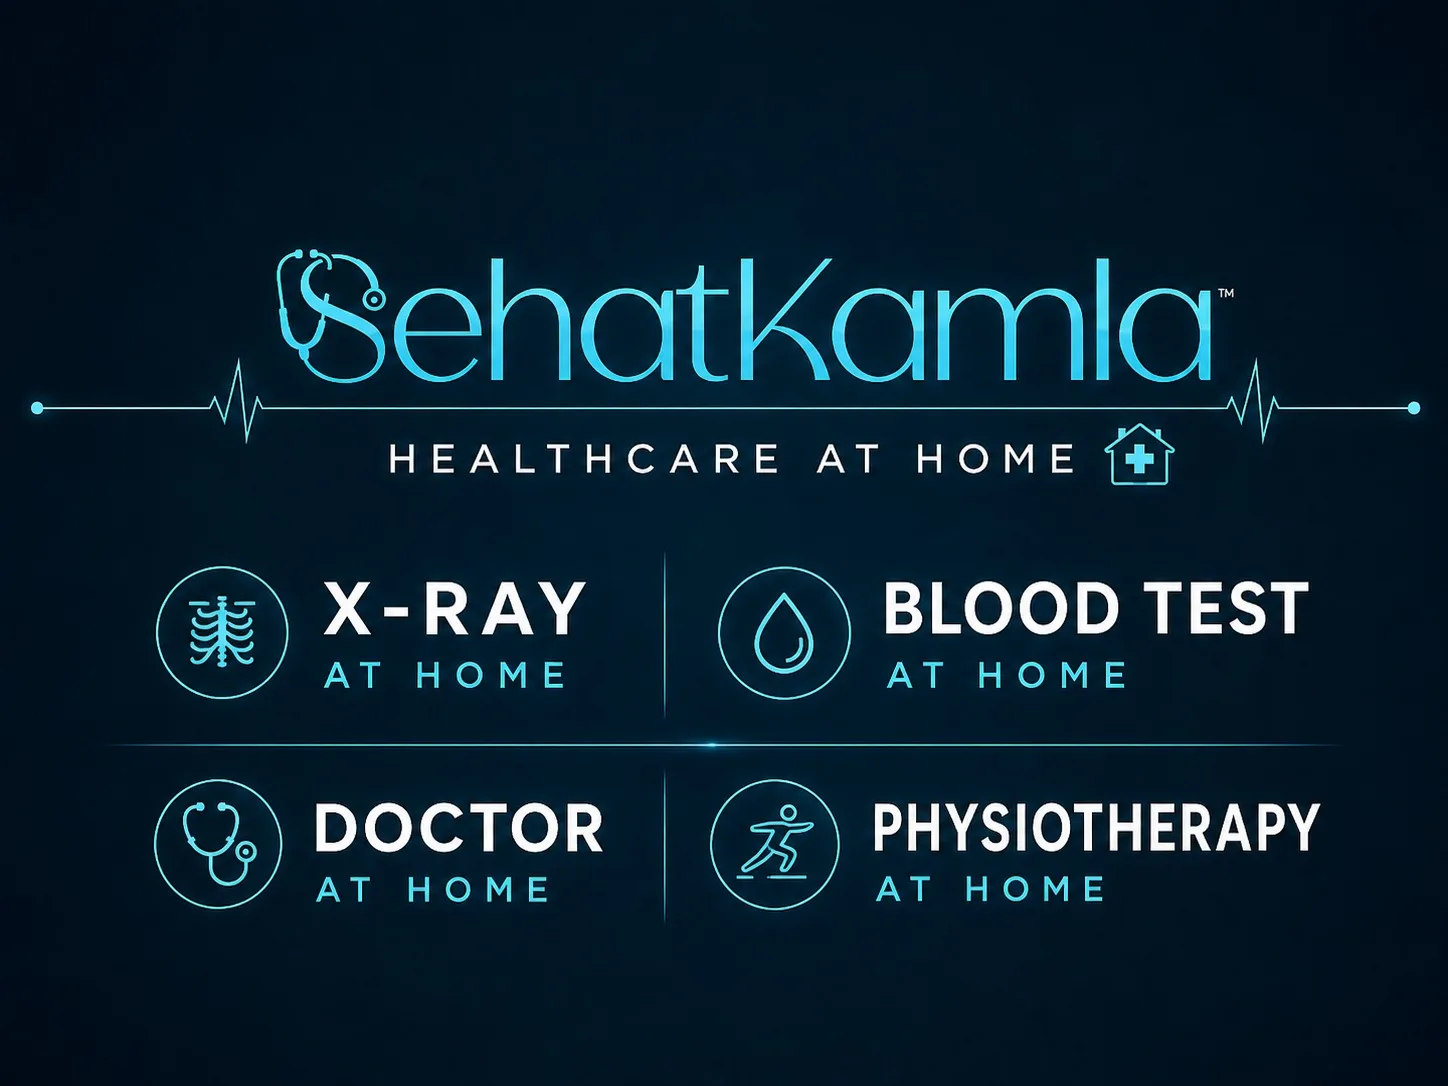 SehatKamla™
HEALTHCARE AT HOME
X-RAY
AT HOME
BLOOD TEST
AT HOME
DOCTOR
AT HOME
PHYSIOTHERAPY
AT HOME